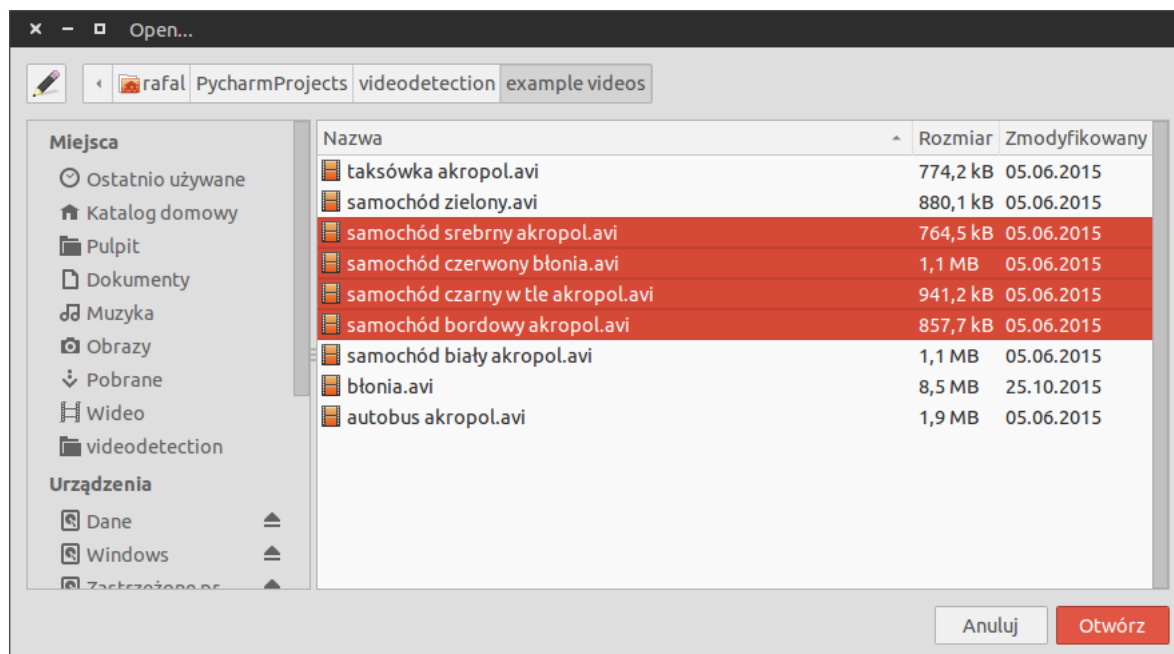 Open...
rafal PycharmProjects videodetection example videos
Miejsca
Ostatnio używane
Katalog domowy
Pulpit
Dokumenty
Muzyka
Obrazy
Pobrane
Wideo
videodetection
Urządzenia
Dane
Windows
Nazwa Rozmiar Zmodyfikowany
taksówka akropol.avi 774,2 kB 05.06.2015
samochód zielony.avi 880,1 kB 05.06.2015
samochód srebrny akropol.avi 764,5 kB 05.06.2015
samochód czerwony błonia.avi 1,1 MB 05.06.2015
samochód czarny w tle akropol.avi 941,2 kB 05.06.2015
samochód bordowy akropol.avi 857,7 kB 05.06.2015
samochód biały akropol.avi 1,1 MB 05.06.2015
błonia.avi 8,5 MB 25.10.2015
autobus akropol.avi 1,9 MB 05.06.2015
Anuluj Otwórz